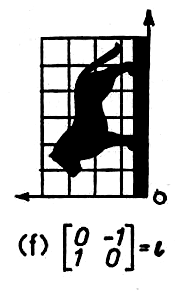 O
(f) [0 -1
1 0] = i